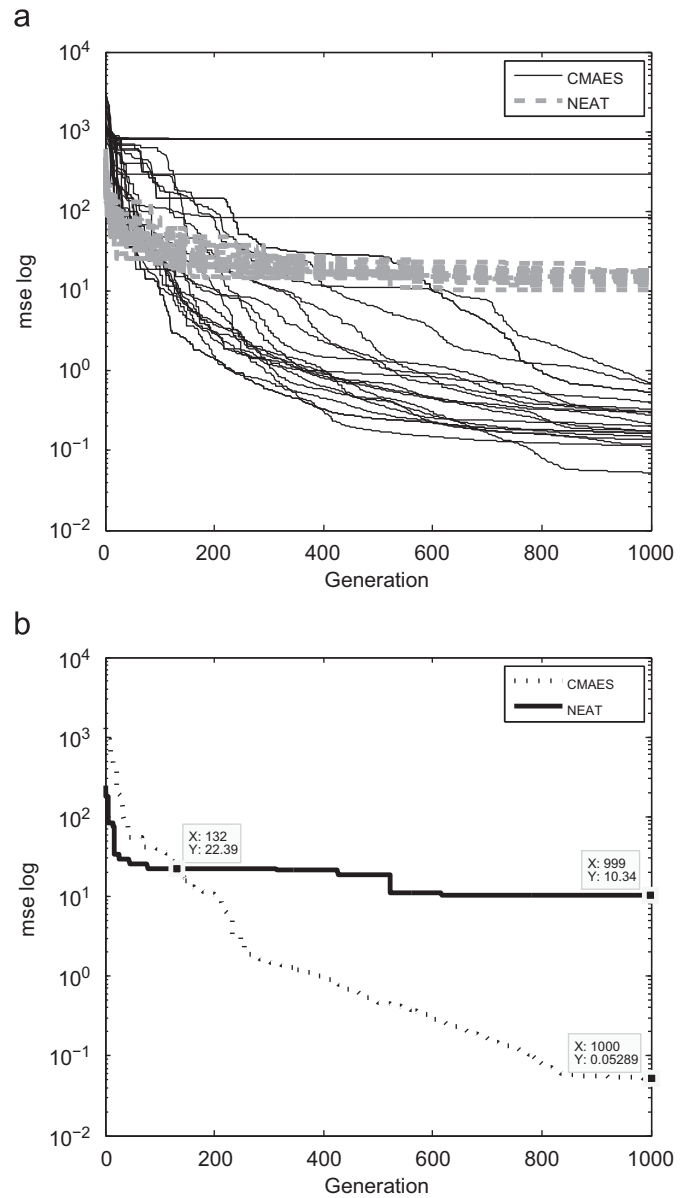 a
10^4
10^3
10^2
10^1
10^0
10^-1
10^-2
mse log
CMAES
NEAT
0 200 400 600 800 1000
Generation
b
10^4
10^3
10^2
10^1
10^0
10^-1
10^-2
mse log
CMAES
NEAT
X: 132
Y: 22.39
X: 999
Y: 10.34
X: 1000
Y: 0.05289
0 200 400 600 800 1000
Generation